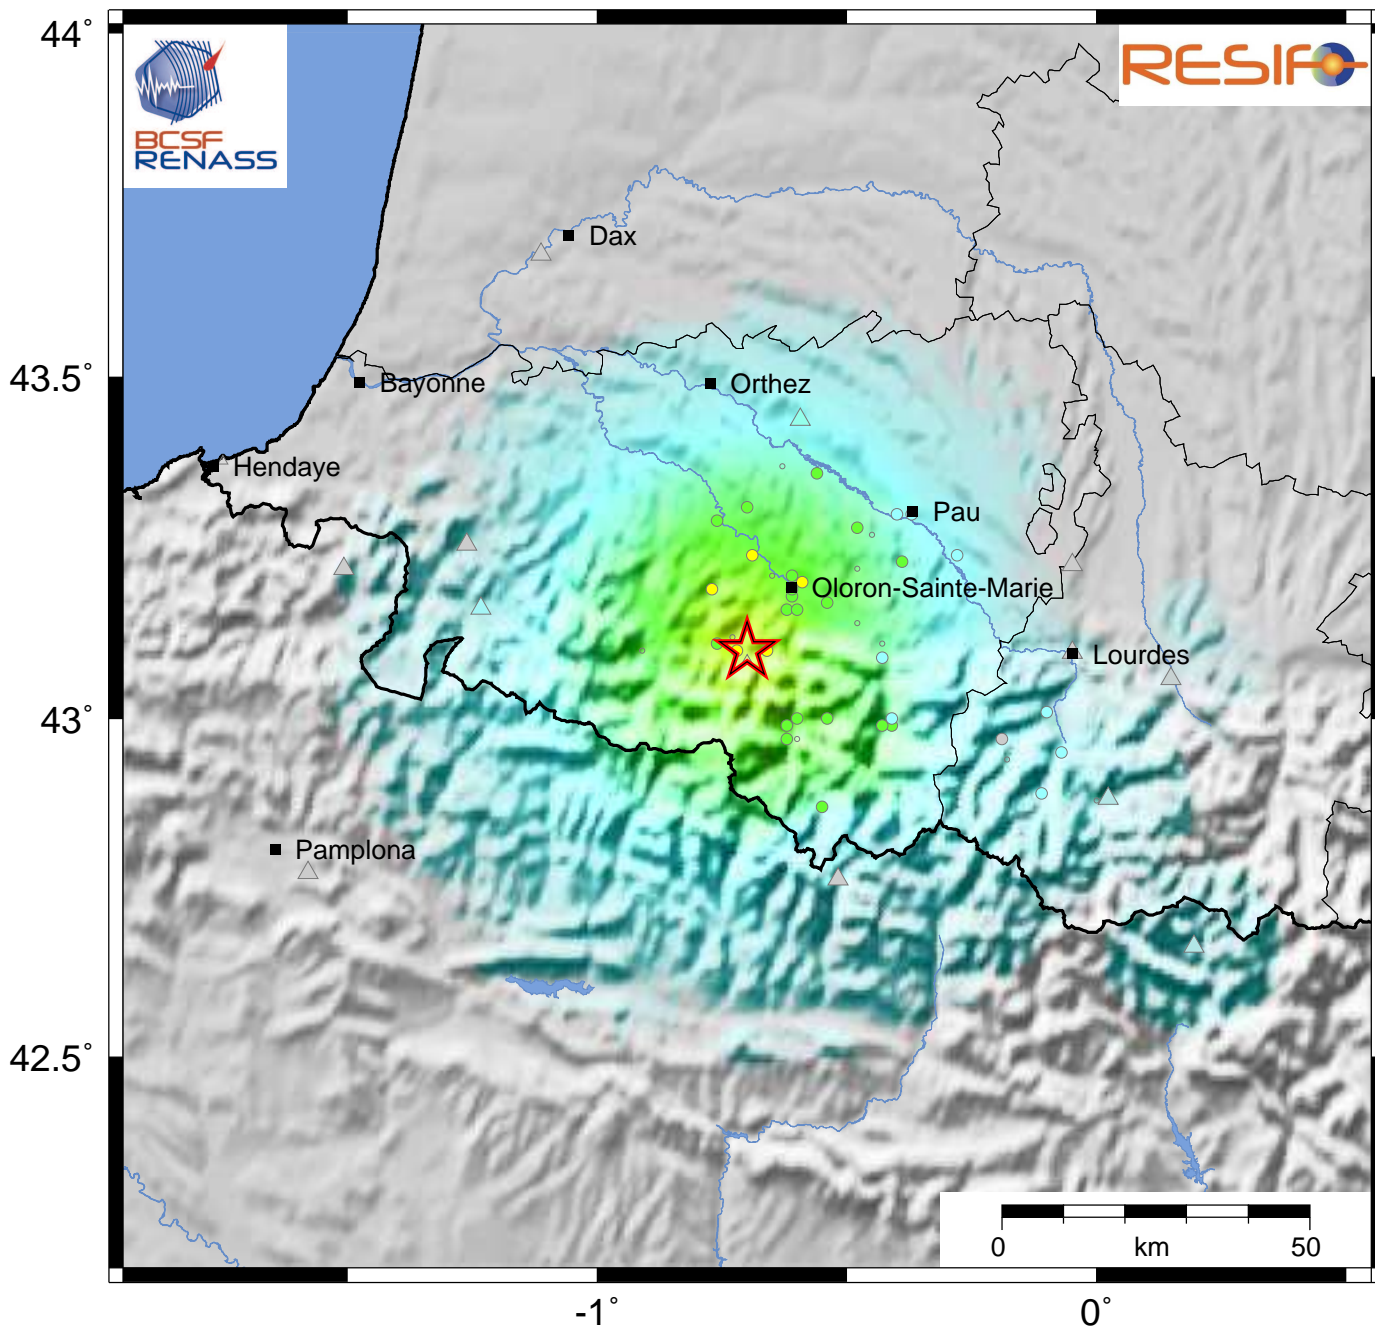 44°
BCSF
RENASS
RESIF
Dax
43.5°
Bayonne
Orthez
Hendaye
Pau
Oloron-Sainte-Marie
Lourdes
43°
Pamplona
42.5°
0
km
50
-1°
0°